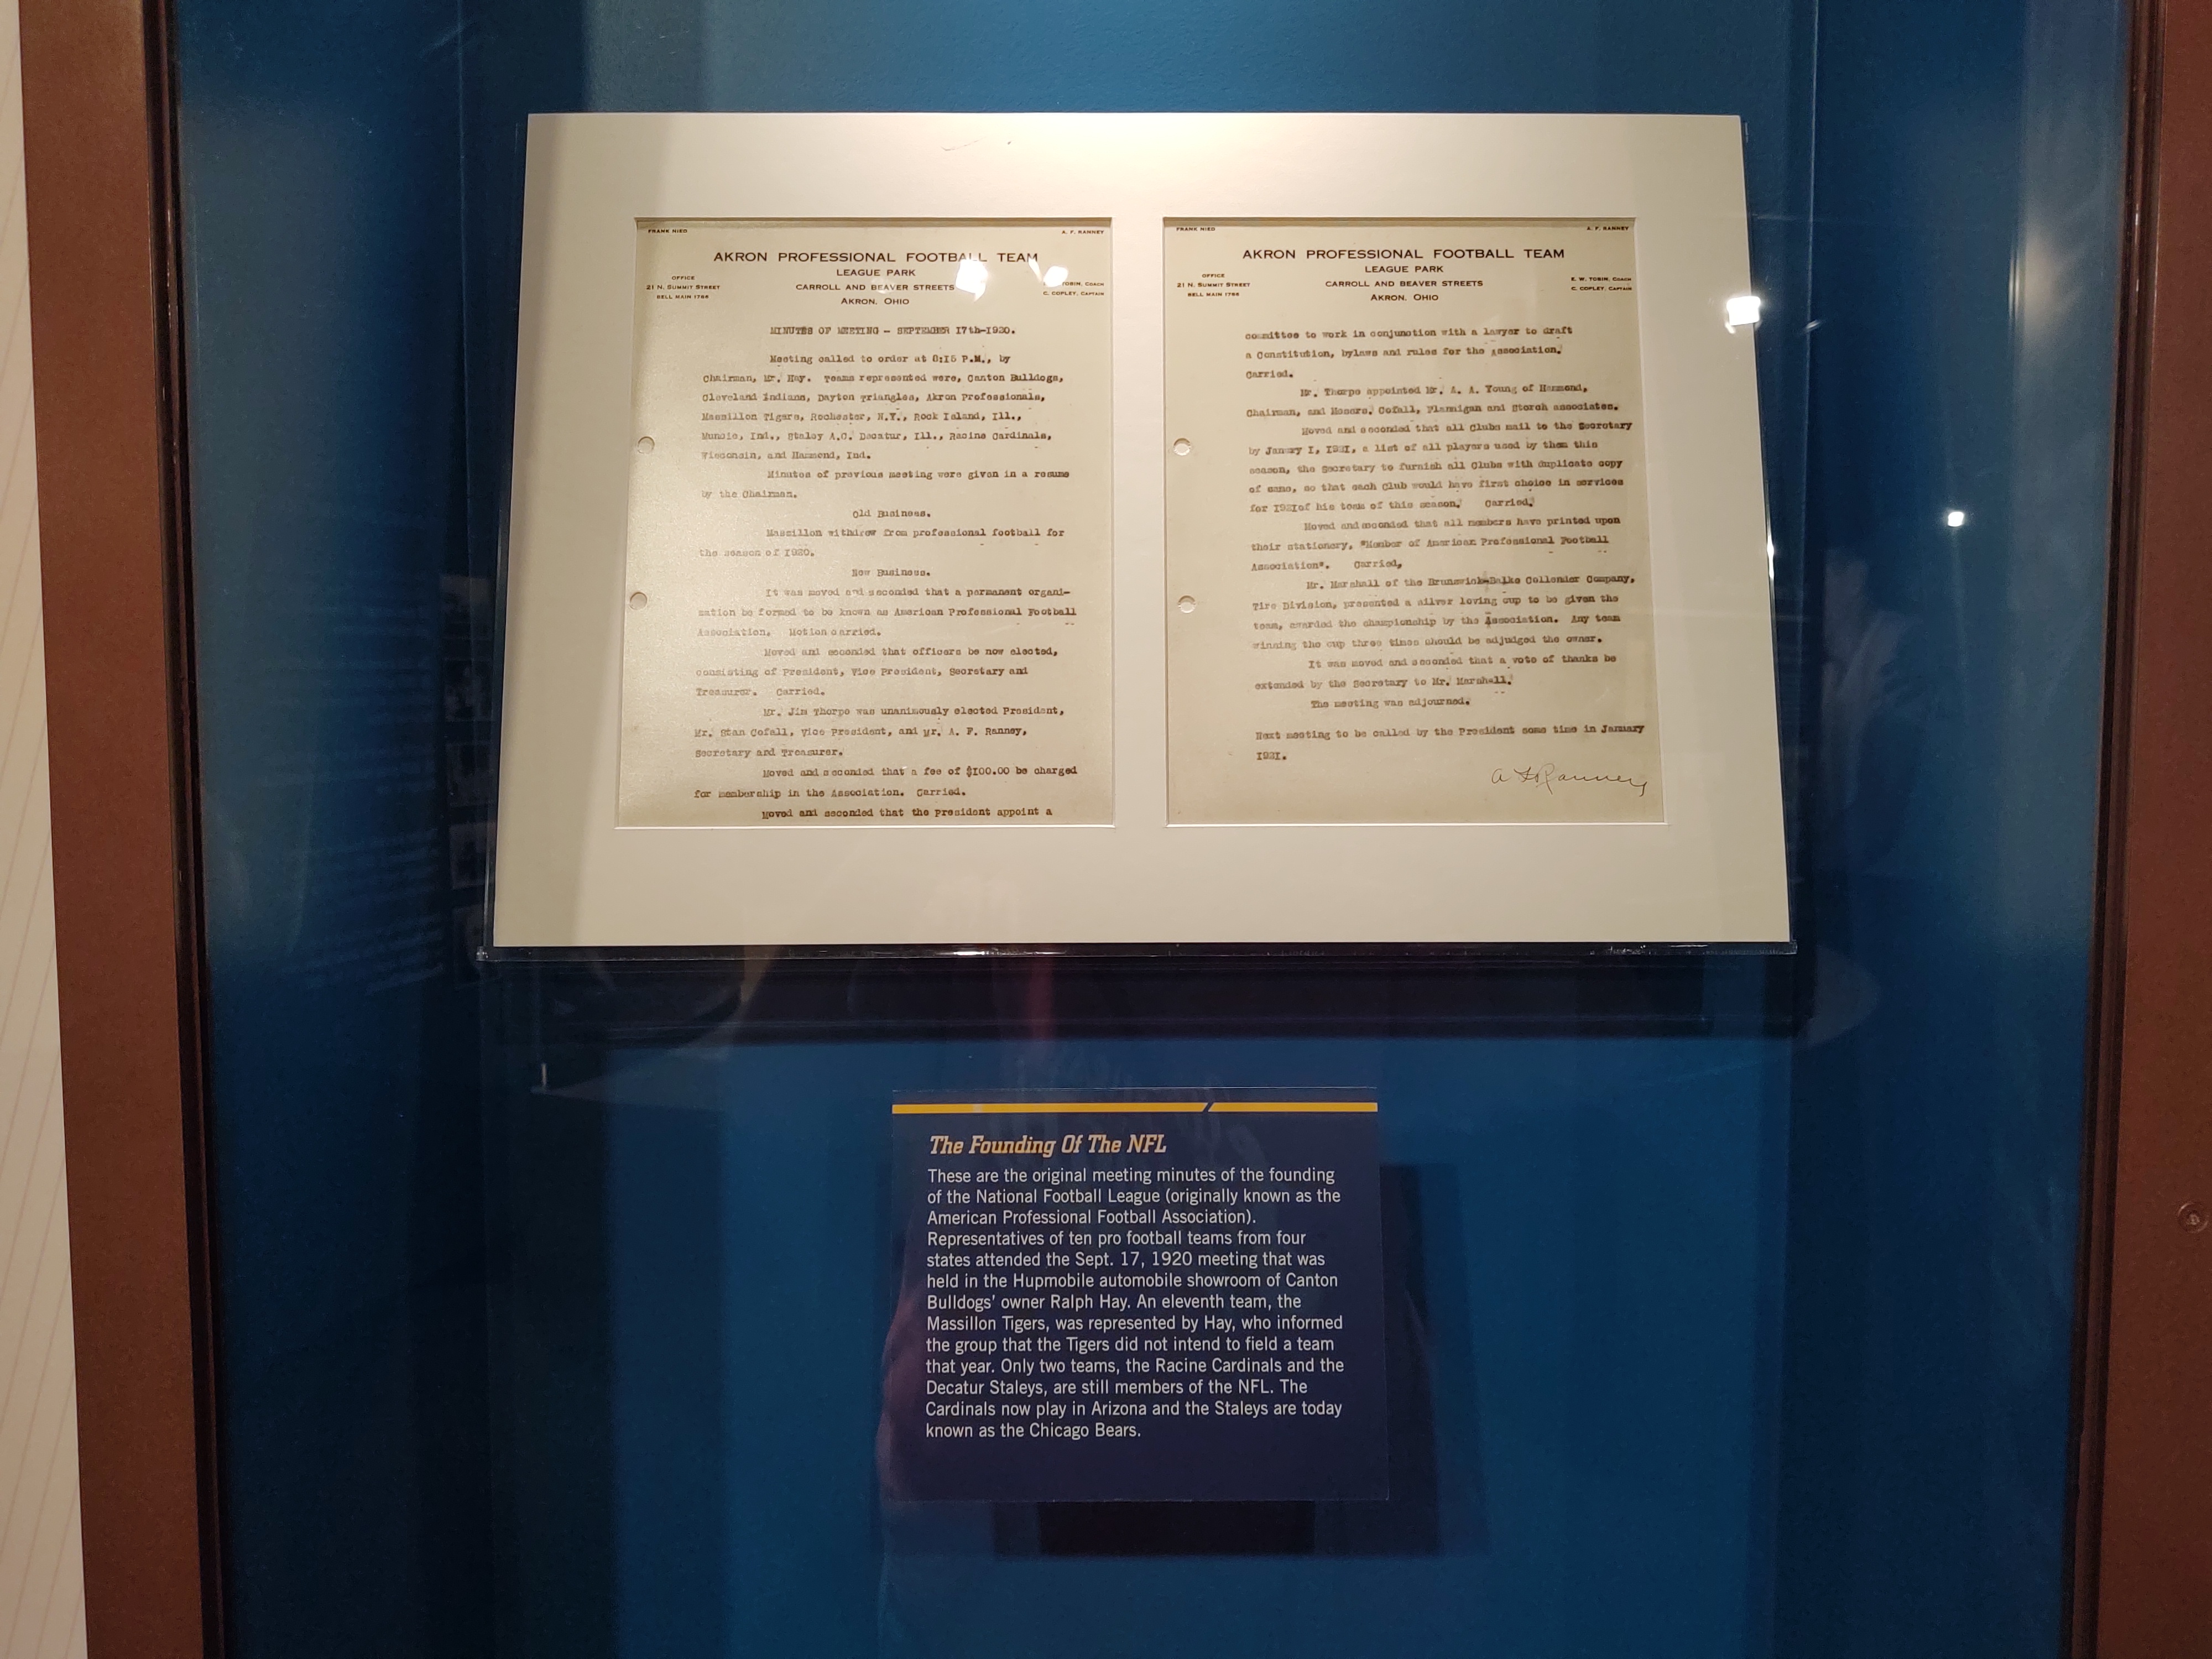 FRANK NIED
A. F. RANNEY
AKRON PROFESSIONAL FOOTBALL TEAM
LEAGUE PARK
OFFICE
21 N. SUMMIT STREET
BELL MAIN 1766
CARROLL AND BEAVER STREETS
AKRON, OHIO
TOBIN, COACH
C. COPLEY, CAPTAIN
MINUTES OF MEETING - SEPTEMBER 17th-1920.
Meeting called to order at 8:15 P.M., by
Chairman, Mr. Hay. Teams represented were, Canton Bulldogs,
Cleveland Indians, Dayton Triangles, Akron Professionals,
Massillon Tigers, Rochester, N.Y., Rock Island, Ill.,
Muncie, Ind., Staley A.C. Decatur, Ill., Racine Cardinals,
Wisconsin, and Hammond, Ind.
Minutes of previous meeting were given in a resume
by the Chairman.
Old Business.
Massillon withdrew from professional football for
the season of 1920.
New Business.
It was moved and seconded that a permanent organi-
zation be formed to be known as American Professional Football
Association. Motion carried.
Moved and seconded that officers be now elected,
consisting of President, Vice President, Secretary and
Treasurer. Carried.
Mr. Jim Thorpe was unanimously elected President,
Mr. Stan Cofall, Vice President, and Mr. A. F. Ranney,
Secretary and Treasurer.
Moved and seconded that a fee of $100.00 be charged
for membership in the Association. Carried.
Moved and seconded that the President appoint a
FRANK NIED
A. F. RANNEY
AKRON PROFESSIONAL FOOTBALL TEAM
LEAGUE PARK
OFFICE
21 N. SUMMIT STREET
BELL MAIN 1766
CARROLL AND BEAVER STREETS
AKRON, OHIO
E. W. TOBIN, COACH
C. COPLEY, CAPTAIN
committee to work in conjunction with a lawyer to draft
a Constitution, bylaws and rules for the Association.
Carried.
Mr. Thorpe appointed Mr. A. A. Young of Hammond,
Chairman, and Messrs. Cofall, Flannigan and Storck associates.
Moved and seconded that all Clubs mail to the Secretary
by January I, 1921, a list of all players used by them this
season, the Secretary to furnish all Clubs with duplicate copy
of same, so that each Club would have first choice in services
for 1921of his team of this season. Carried.
Moved and seconded that all members have printed upon
their stationery, "Member of American Professional Football
Association". Carried,
Mr. Marshall of the Brunswick-Balke Collender Company,
Tire Division, presented a silver loving cup to be given the
team, awarded the championship by the Association. Any team
winning the cup three times should be adjudged the owner.
It was moved and seconded that a vote of thanks be
extended by the Secretary to Mr. Marshall.
The meeting was adjourned.
Next meeting to be called by the President some time in January
1921.
A F Ranney
The Founding Of The NFL
These are the original meeting minutes of the founding
of the National Football League (originally known as the
American Professional Football Association).
Representatives of ten pro football teams from four
states attended the Sept. 17, 1920 meeting that was
held in the Hupmobile automobile showroom of Canton
Bulldogs' owner Ralph Hay. An eleventh team, the
Massillon Tigers, was represented by Hay, who informed
the group that the Tigers did not intend to field a team
that year. Only two teams, the Racine Cardinals and the
Decatur Staleys, are still members of the NFL. The
Cardinals now play in Arizona and the Staleys are today
known as the Chicago Bears.